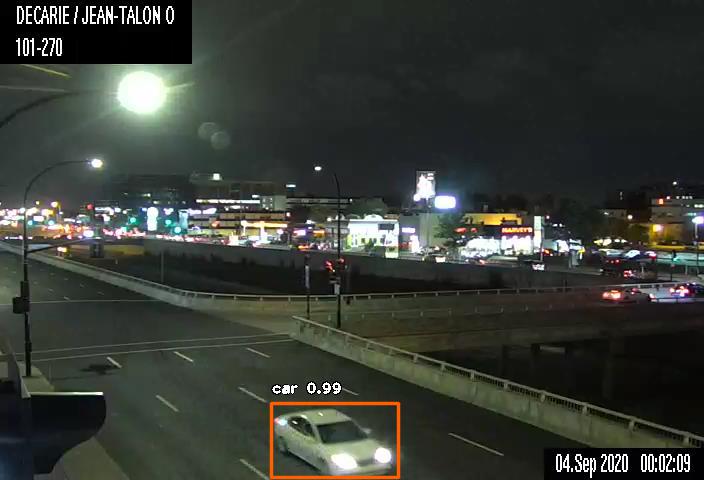 DECARIE / JEAN-TALON O
101-270
HARVEY'S
car 0.99
04.Sep 2020 00:02:09